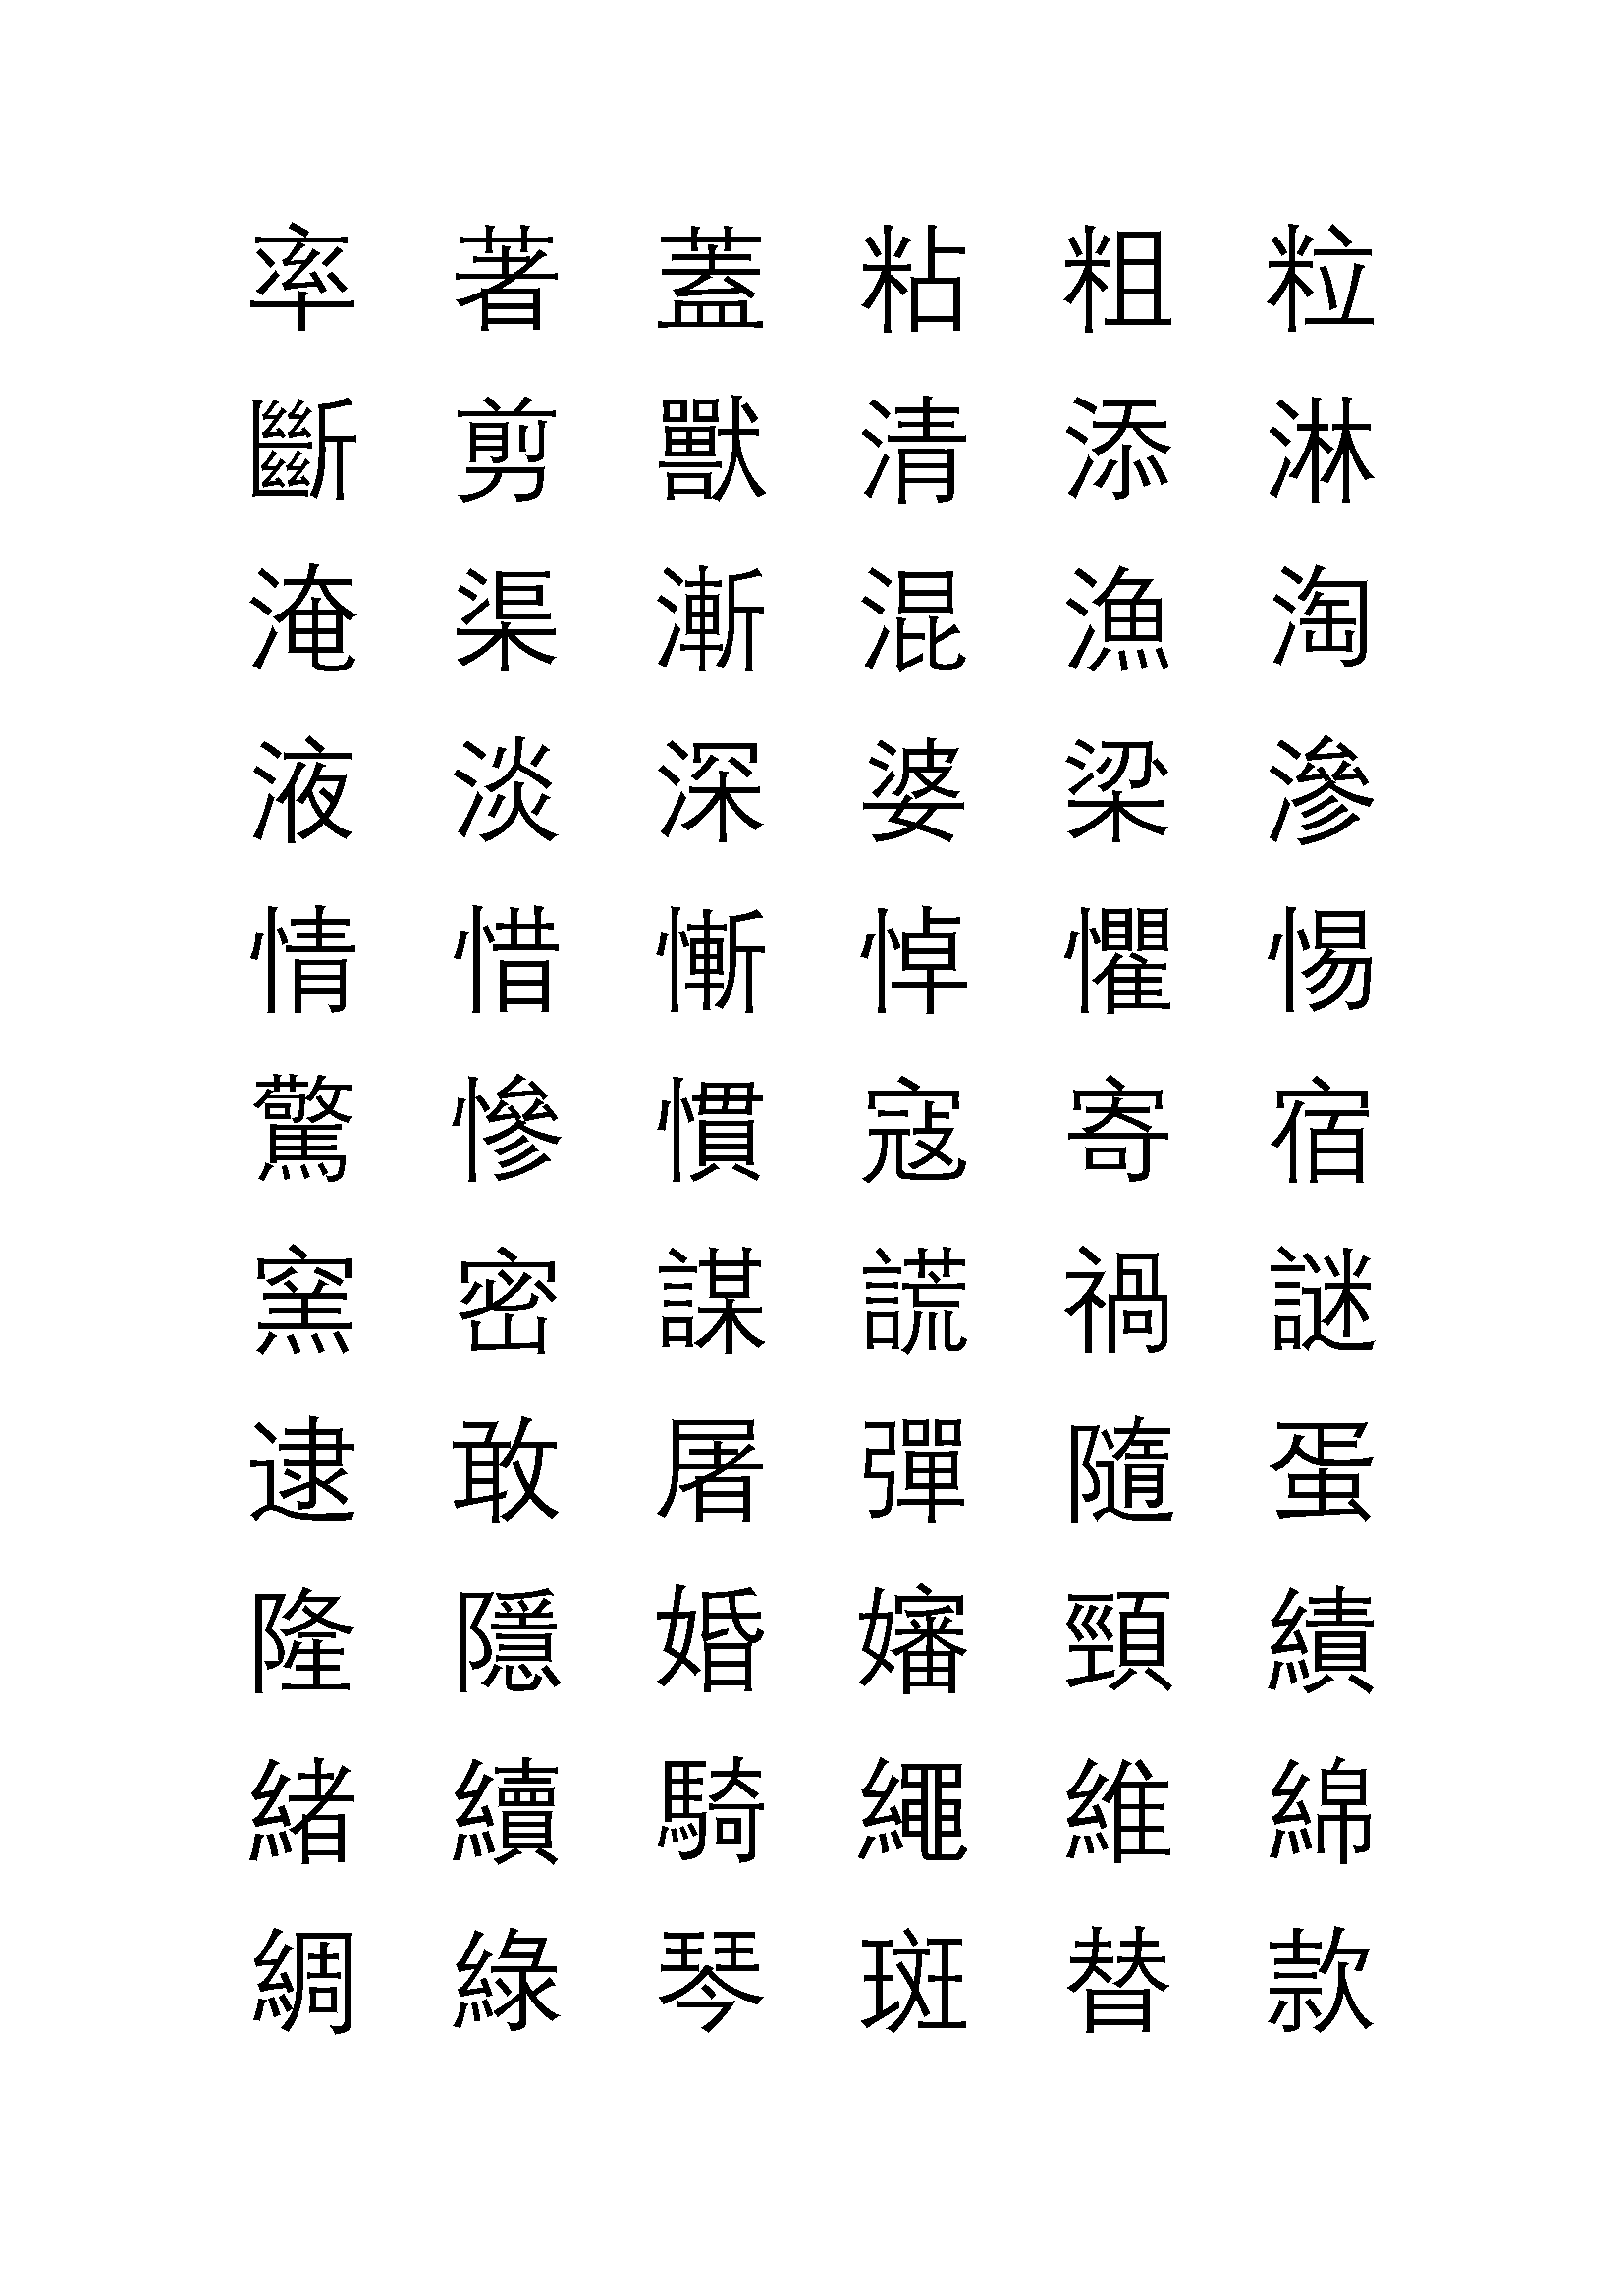 率 著 蓋 粘 粗 粒
斷 剪 獸 清 添 淋
淹 渠 漸 混 漁 淘
液 淡 深 婆 梁 滲
情 惜 慚 悼 懼 惕
驚 慘 慣 寇 寄 宿
窯 密 謀 謊 禍 謎
逮 敢 屠 彈 隨 蛋
隆 隱 婚 嬸 頸 績
緒 續 騎 繩 維 綿
綢 綠 琴 斑 替 款